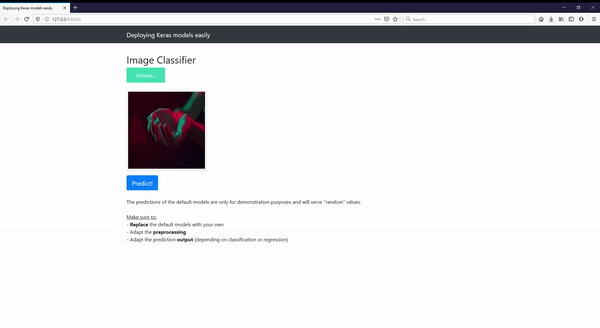 Deploying Keras models easily
127.0.0.1:5000
Search
Deploying Keras models easily
Image Classifier
Choose...
Predict!
The predictions of the default models are only for demonstration purposes and will serve "random" values.
Make sure to:
- Replace the default models with your own
- Adapt the preprocessing
- Adapt the prediction output (depending on classification or regression)